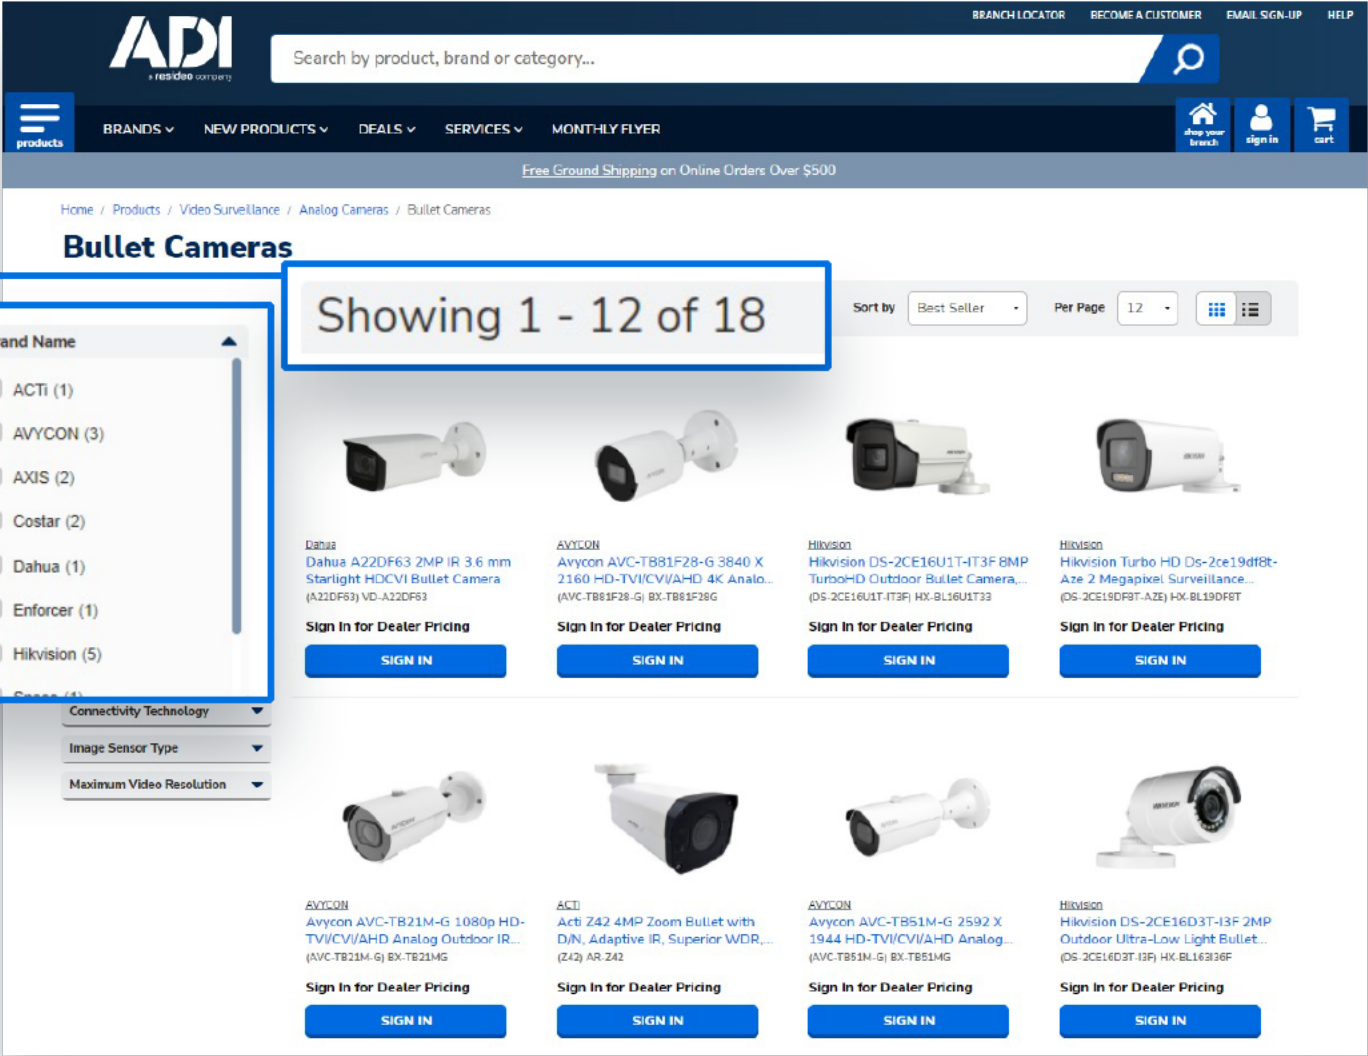 BRANCH LOCATOR BECOME A CUSTOMER EMAIL SIGN-UP HELP
ADI
a resideo company
Search by product, brand or category...
products
BRANDS NEW PRODUCTS DEALS SERVICES MONTHLY FLYER
shop your branch sign in cart
Free Ground Shipping on Online Orders Over $500
Home / Products / Video Surveillance / Analog Cameras / Bullet Cameras
Bullet Cameras
Showing 1 - 12 of 18
Sort by Best Seller Per Page 12
and Name
ACTi (1)
AVYCON (3)
AXIS (2)
Costar (2)
Dahua (1)
Enforcer (1)
Hikvision (5)
Connectivity Technology
Image Sensor Type
Maximum Video Resolution
Dahua
Dahua A22DF63 2MP IR 3.6 mm
Starlight HDCVI Bullet Camera
(A22DF63) VD-A22DF63
Sign In for Dealer Pricing
SIGN IN
AVYCON
Avycon AVC-TB81F28-G 3840 X
2160 HD-TVI/CVI/AHD 4K Analo...
(AVC-TB81F28-G) BX-TB81F28G
Sign In for Dealer Pricing
SIGN IN
Hikvision
Hikvision DS-2CE16U1T-IT3F 8MP
TurboHD Outdoor Bullet Camera,...
(DS-2CE16U1T-IT3F) HX-BL16U1T33
Sign In for Dealer Pricing
SIGN IN
Hikvision
Hikvision Turbo HD Ds-2ce19df8t-
Aze 2 Megapixel Surveillance...
(DS-2CE19DF8T-AZE) HX-BL19DF8T
Sign In for Dealer Pricing
SIGN IN
AVYCON
Avycon AVC-TB21M-G 1080p HD-
TVI/CVI/AHD Analog Outdoor IR...
(AVC-TB21M-G) BX-TB21MG
Sign In for Dealer Pricing
SIGN IN
ACTi
Acti Z42 4MP Zoom Bullet with
D/N, Adaptive IR, Superior WDR,...
(Z42) AR-Z42
Sign In for Dealer Pricing
SIGN IN
AVYCON
Avycon AVC-TB51M-G 2592 X
1944 HD-TVI/CVI/AHD Analog...
(AVC-TB51M-G) BX-TB51MG
Sign In for Dealer Pricing
SIGN IN
Hikvision
Hikvision DS-2CE16D3T-I3F 2MP
Outdoor Ultra-Low Light Bullet...
(DS-2CE16D3T-I3F) HX-BL163I36F
Sign In for Dealer Pricing
SIGN IN